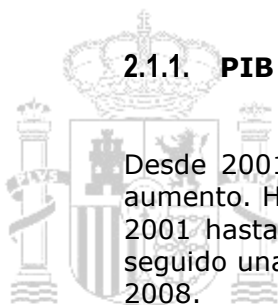 2.1.1. PIB
Desde 2001
aumento. H
2001 hasta
seguido una
2008.